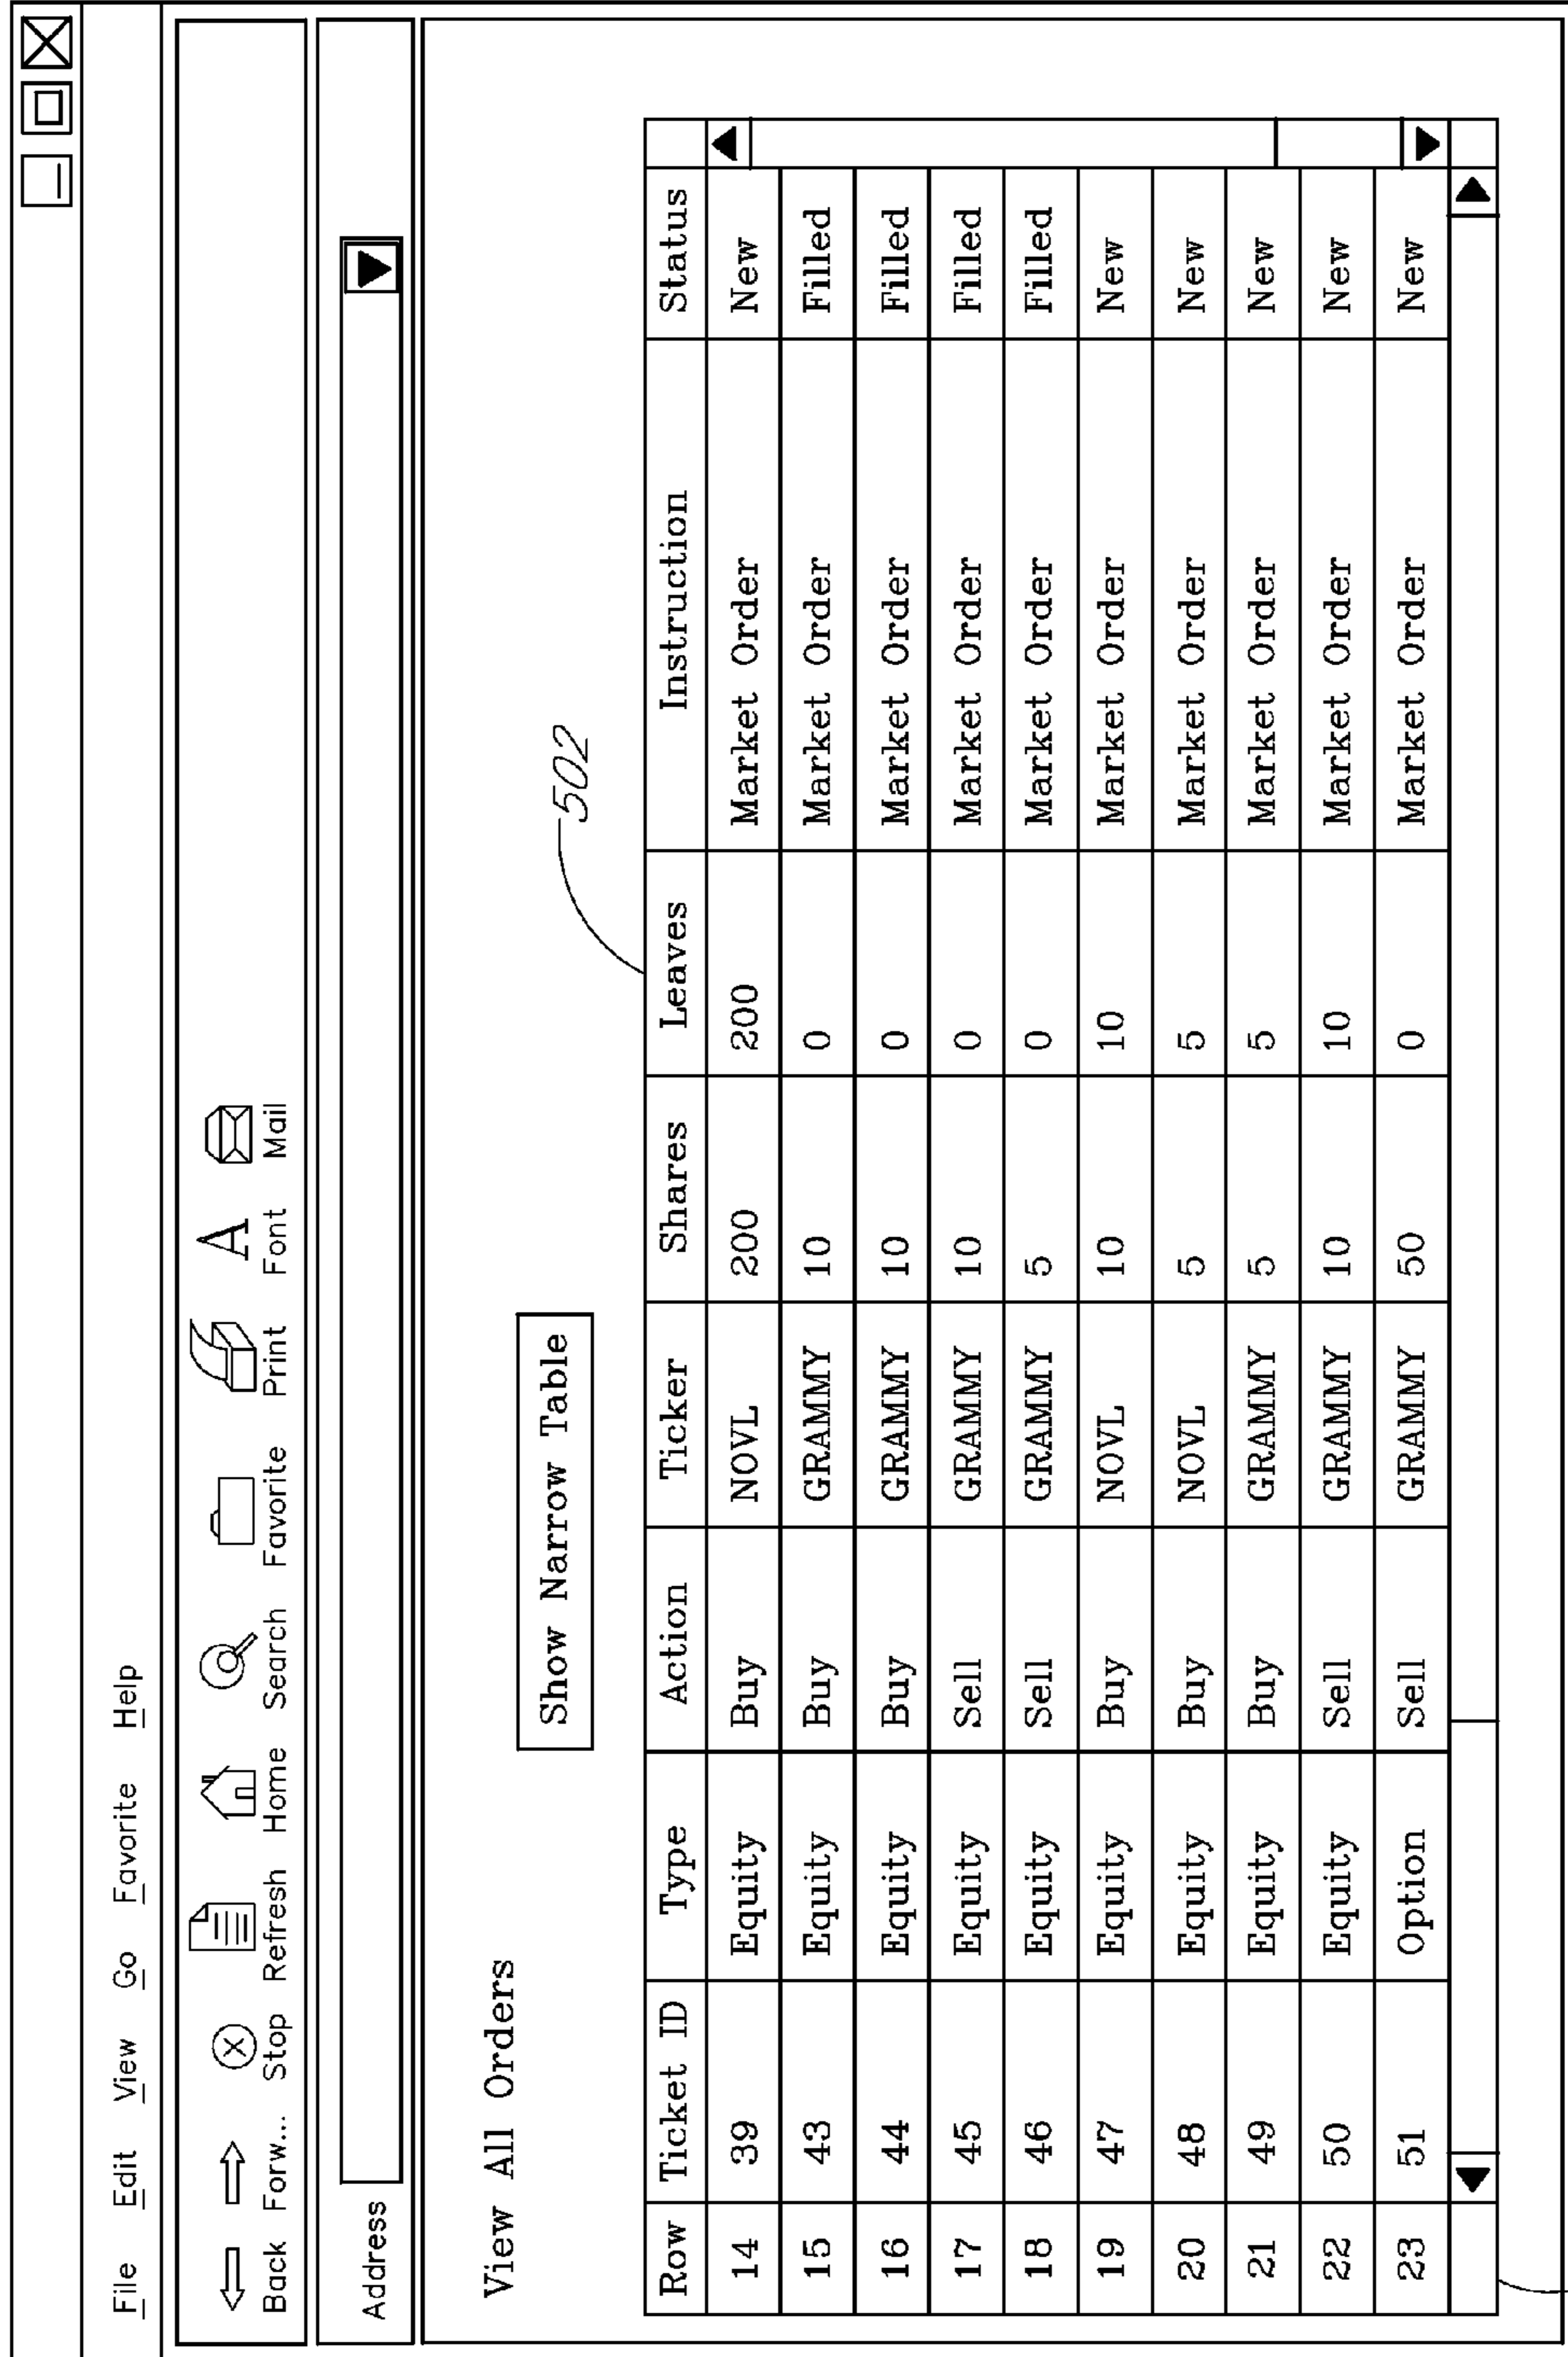 File Edit View Go Favorite Help
Back Forw... Stop Refresh Home Search Favorite Print Font Mail
Address
View All Orders
Show Narrow Table
502
Row Ticket ID Type Action Ticker Shares Leaves Instruction Status
14 39 Equity Buy NOVL 200 200 Market Order New
15 43 Equity Buy GRAMMY 10 0 Market Order Filled
16 44 Equity Buy GRAMMY 10 0 Market Order Filled
17 45 Equity Sell GRAMMY 10 0 Market Order Filled
18 46 Equity Sell GRAMMY 5 0 Market Order Filled
19 47 Equity Buy NOVL 10 10 Market Order New
20 48 Equity Buy NOVL 5 5 Market Order New
21 49 Equity Buy GRAMMY 5 5 Market Order New
22 50 Equity Sell GRAMMY 10 10 Market Order New
23 51 Option Sell GRAMMY 50 0 Market Order New